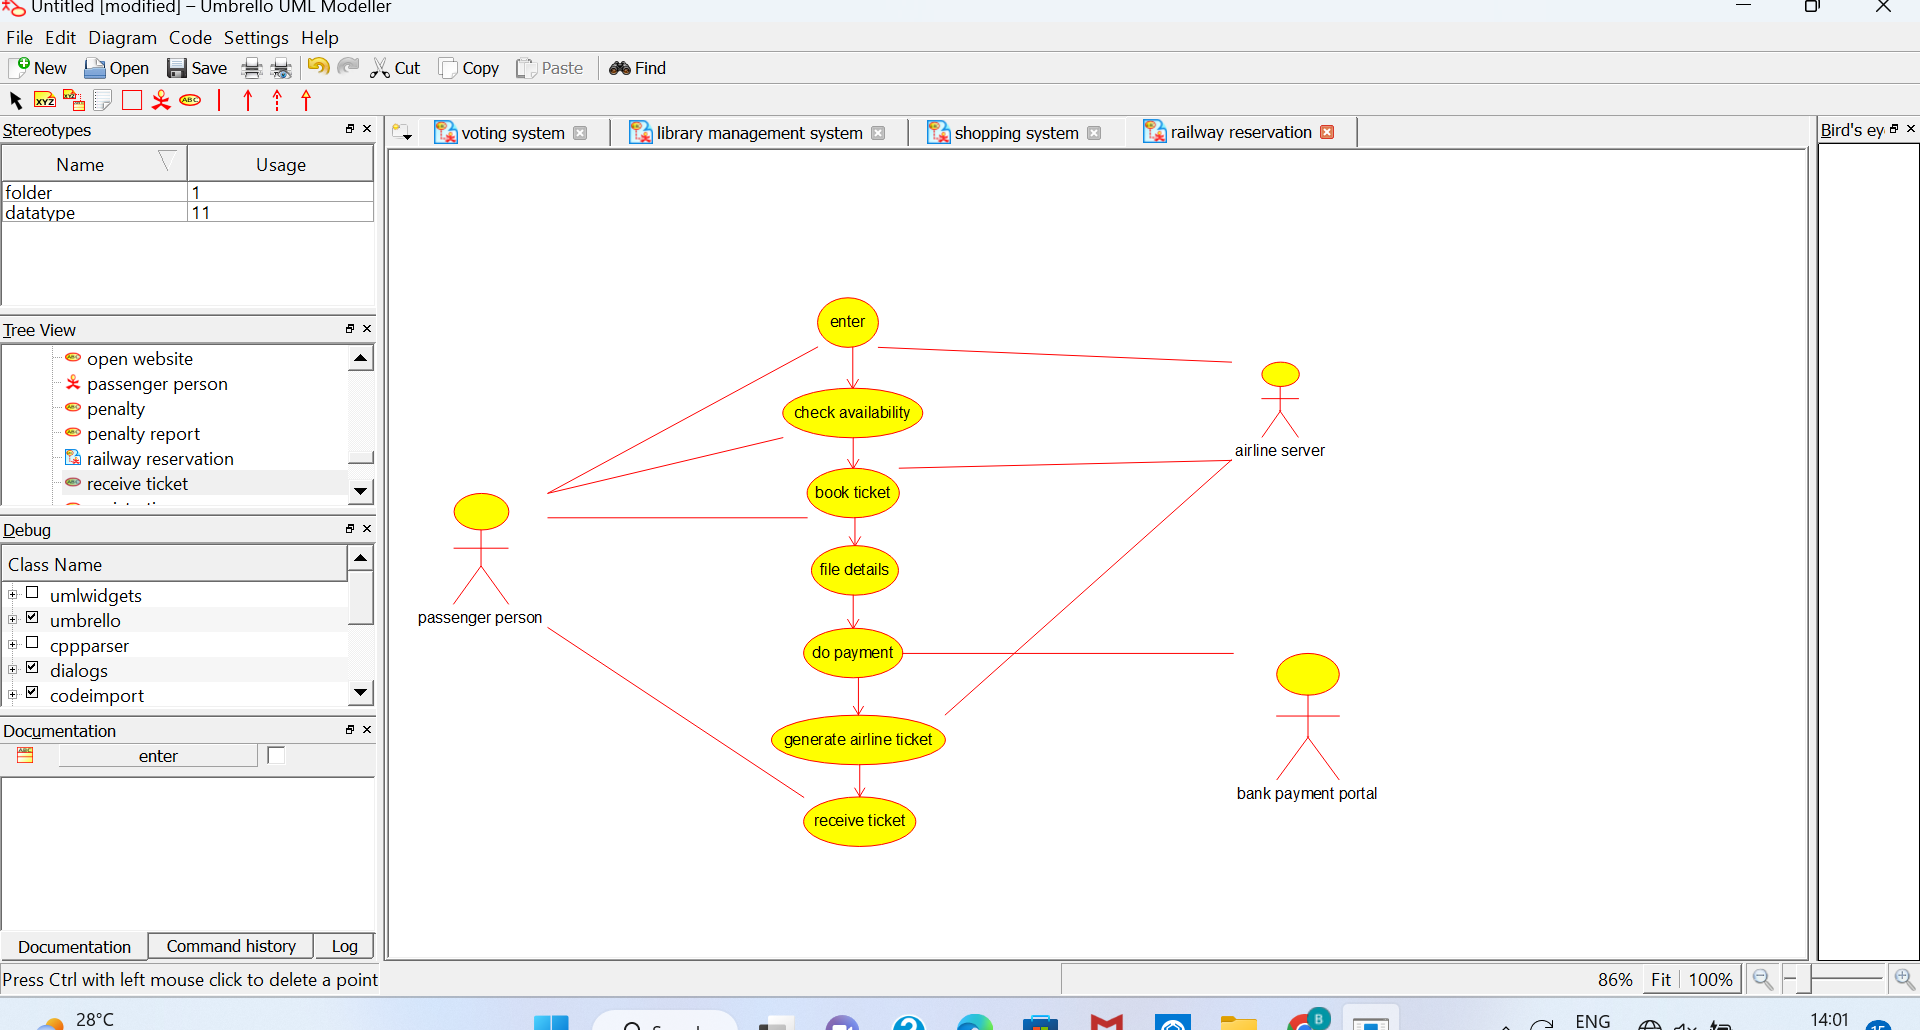 Untitled [modified] – Umbrello UML Modeller
File Edit Diagram Code Settings Help
New Open Save Cut Copy Paste Find
XYZ XYZ ABC
Stereotypes
Name Usage
folder 1
datatype 11
Tree View
open website
passenger person
penalty
penalty report
railway reservation
receive ticket
Debug
Class Name
umlwidgets
umbrello
cppparser
dialogs
codeimport
Documentation
enter
Documentation Command history Log
Press Ctrl with left mouse click to delete a point
voting system library management system shopping system railway reservation
Bird's ey
enter
check availability
airline server
book ticket
file details
passenger person
do payment
generate airline ticket
bank payment portal
receive ticket
86% Fit 100%
28°C
B
ENG
14:01